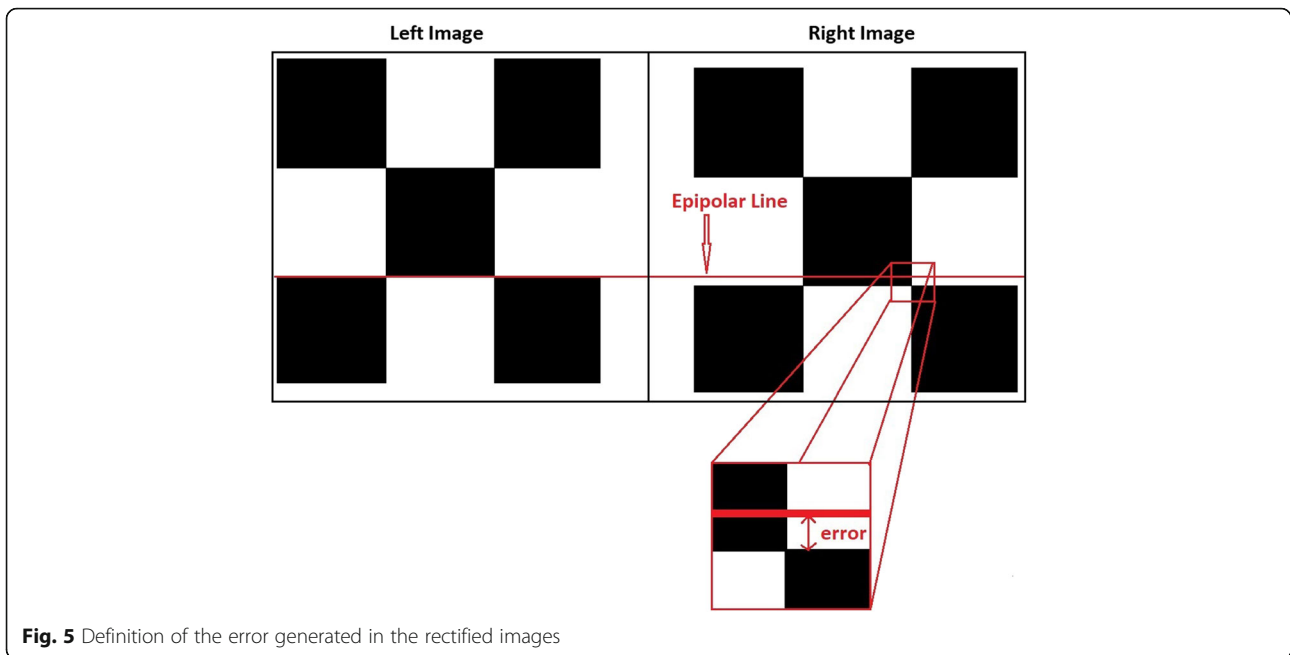 Left Image
Right Image
Epipolar Line
error
Fig. 5 Definition of the error generated in the rectified images